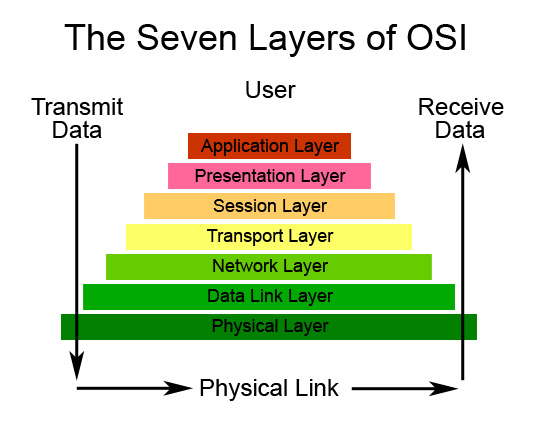 The Seven Layers of OSI
User
Transmit
Data
Receive
Data
Application Layer
Presentation Layer
Session Layer
Transport Layer
Network Layer
Data Link Layer
Physical Layer
Physical Link